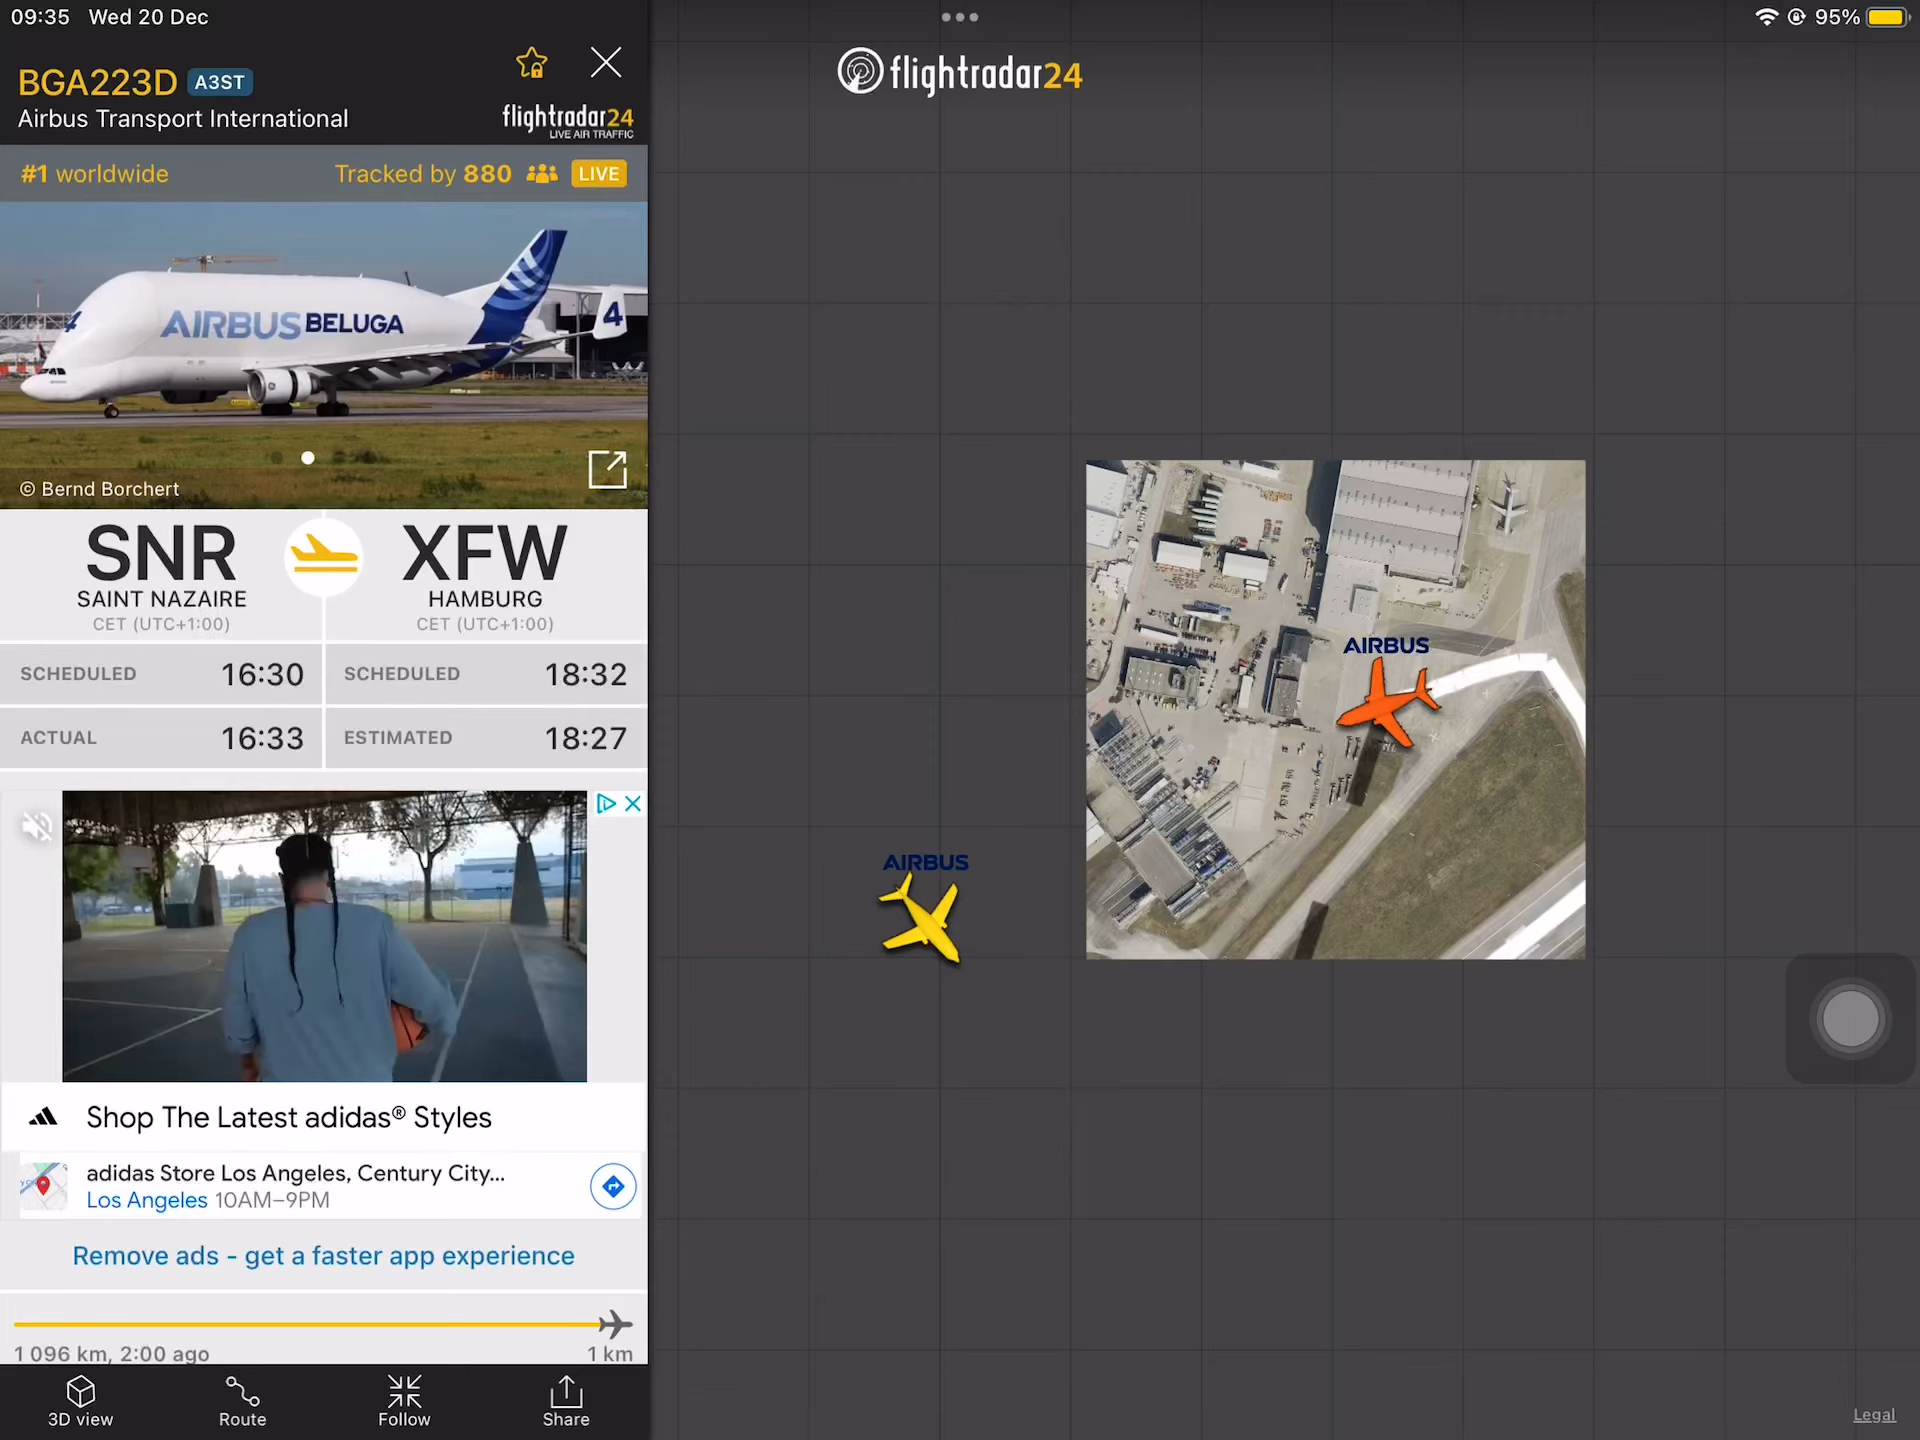 09:35 Wed 20 Dec
95%
BGA223D A3ST
Airbus Transport International
flightradar24
LIVE AIR TRAFFIC
#1 worldwide
Tracked by 880 LIVE
AIRBUS BELUGA
4
4
© Bernd Borchert
SNR
SAINT NAZAIRE
CET (UTC+1:00)
XFW
HAMBURG
CET (UTC+1:00)
SCHEDULED 16:30
SCHEDULED 18:32
ACTUAL 16:33
ESTIMATED 18:27
Shop The Latest adidas® Styles
adidas Store Los Angeles, Century City...
Los Angeles 10AM–9PM
Remove ads - get a faster app experience
1 096 km, 2:00 ago
1 km
3D view
Route
Follow
Share
flightradar24
AIRBUS
AIRBUS
Legal